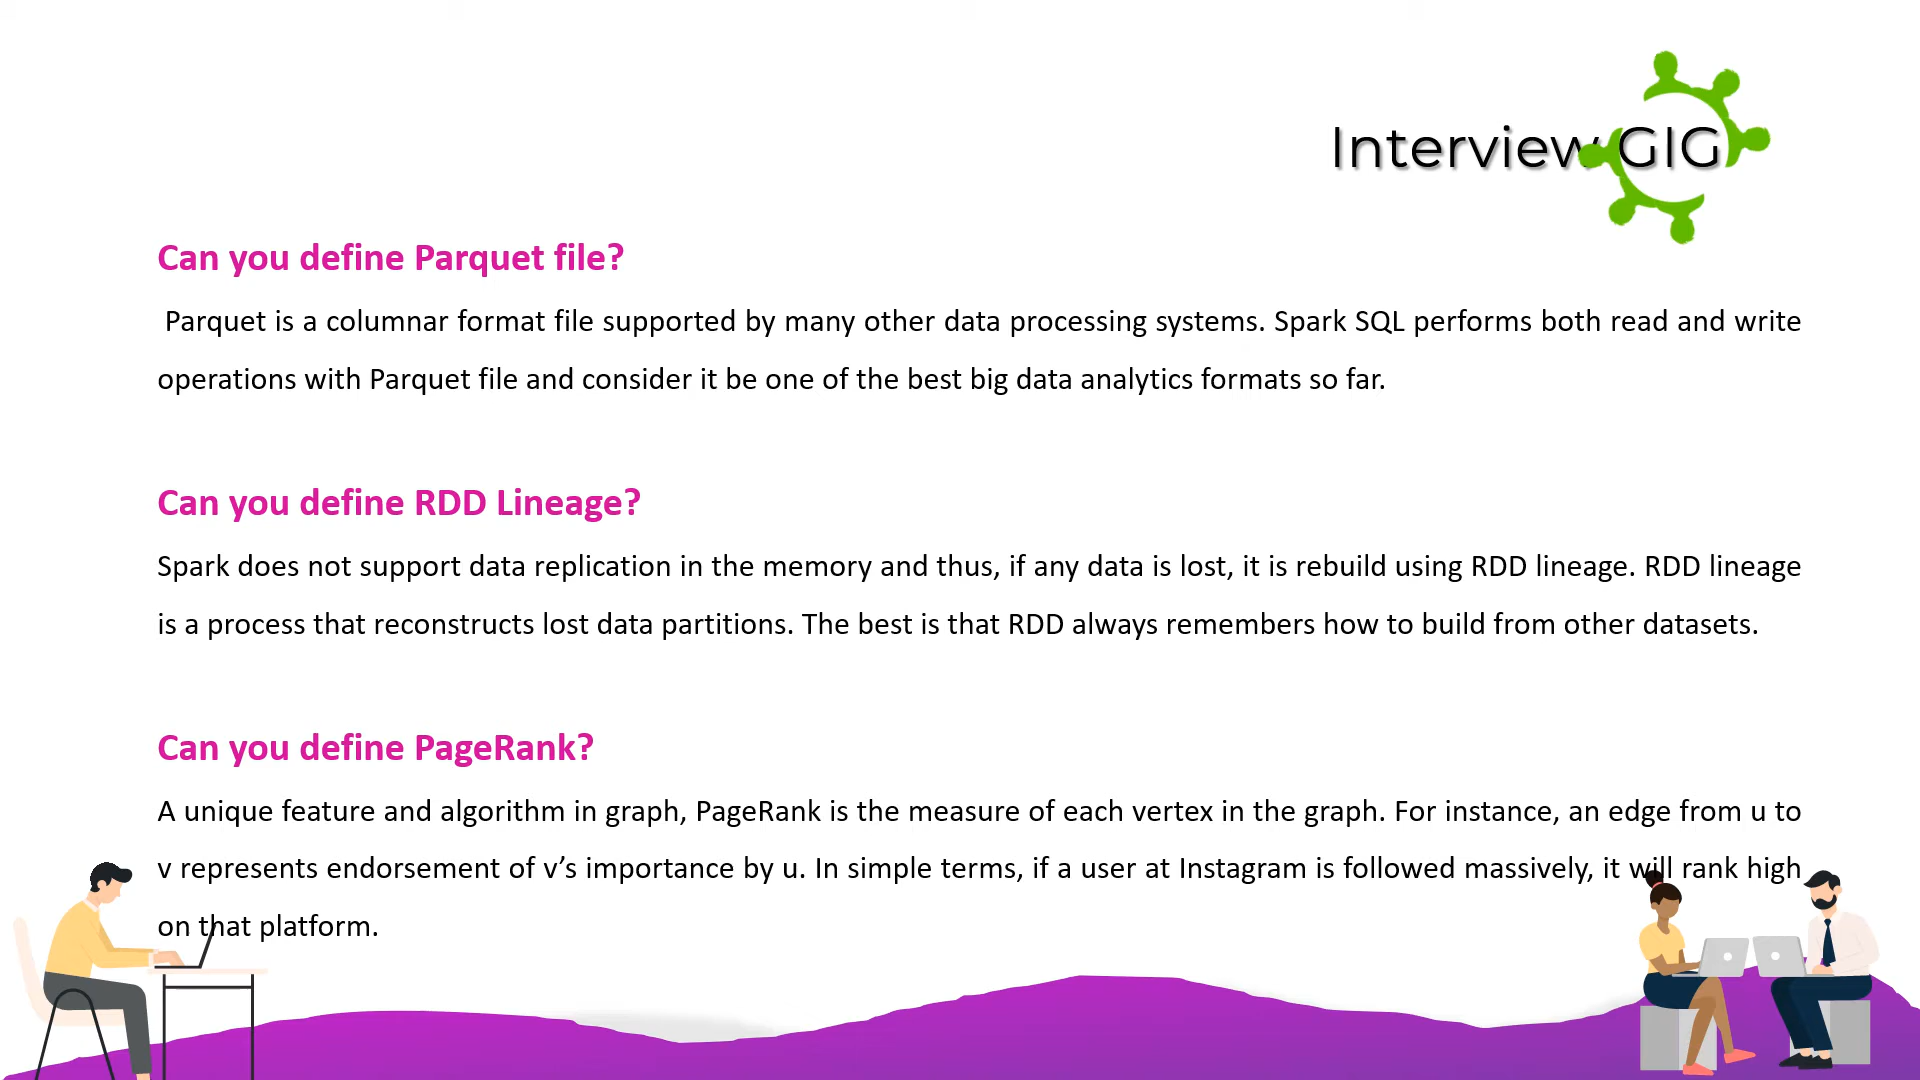 Interview GIG
Can you define Parquet file?
Parquet is a columnar format file supported by many other data processing systems. Spark SQL performs both read and write
operations with Parquet file and consider it be one of the best big data analytics formats so far.
Can you define RDD Lineage?
Spark does not support data replication in the memory and thus, if any data is lost, it is rebuild using RDD lineage. RDD lineage
is a process that reconstructs lost data partitions. The best is that RDD always remembers how to build from other datasets.
Can you define PageRank?
A unique feature and algorithm in graph, PageRank is the measure of each vertex in the graph. For instance, an edge from u to
v represents endorsement of v’s importance by u. In simple terms, if a user at Instagram is followed massively, it will rank high
on that platform.